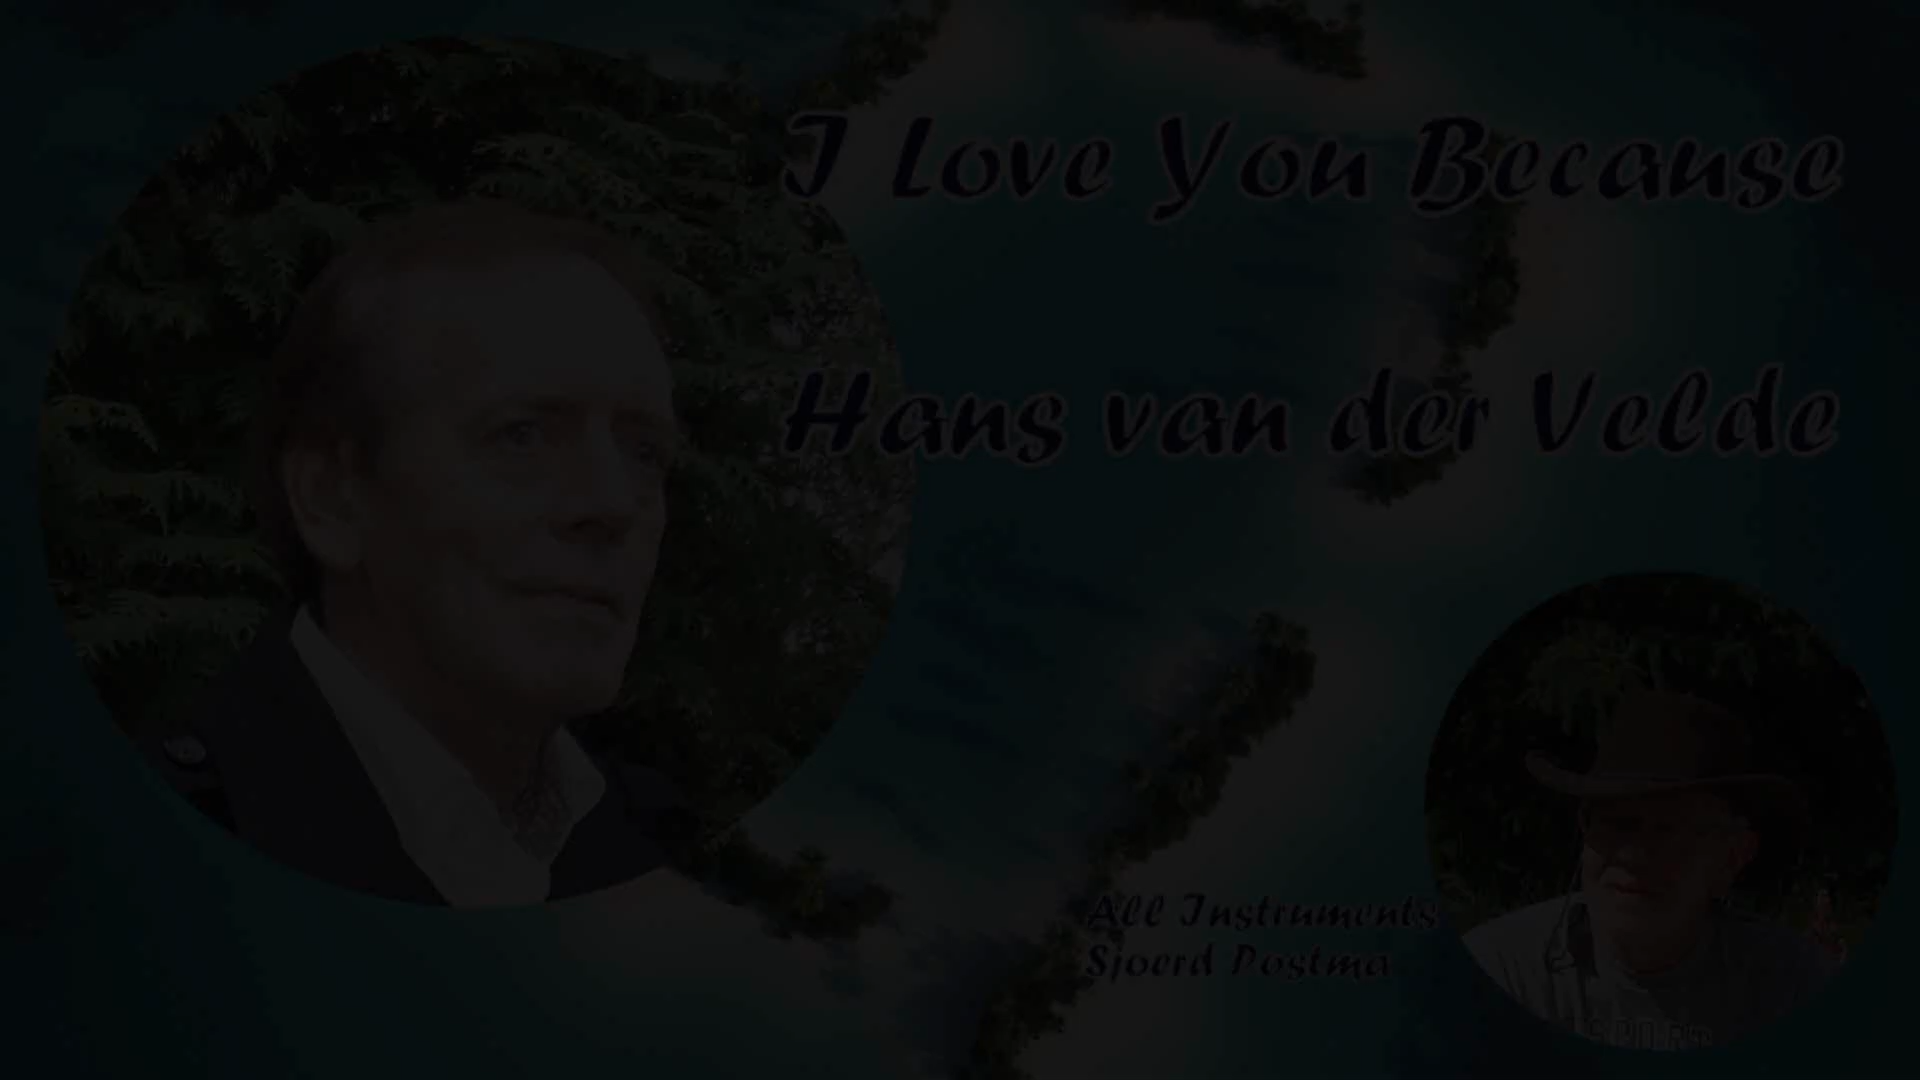 I Love You Because
Hans van der Velde
All Instruments
Sjoerd Postma